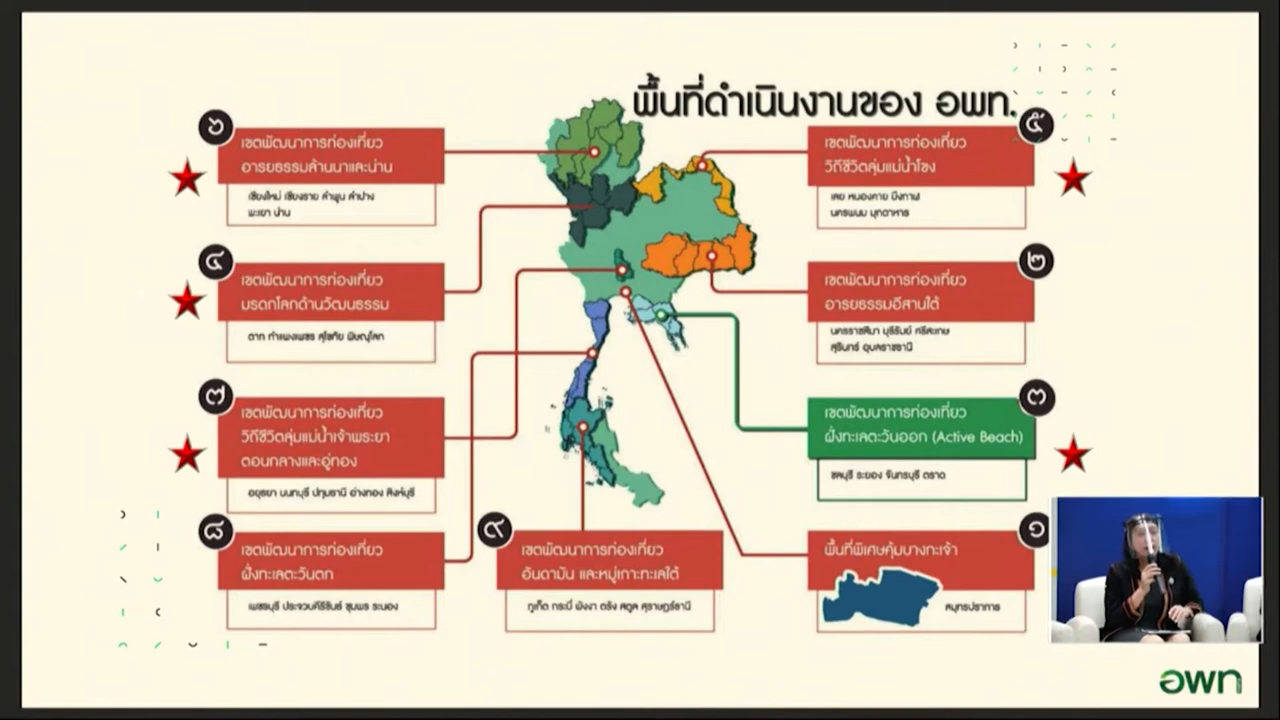 พื้นที่ดำเนินงานของ อพท.
๖
เขตพัฒนาการท่องเที่ยว
อารยธรรมล้านนาและน่าน
เชียงใหม่ เชียงราย ลำพูน ลำปาง
พะเยา น่าน
๕
เขตพัฒนาการท่องเที่ยว
วิถีชีวิตลุ่มแม่น้ำโขง
เลย หนองคาย บึงกาฬ
นครพนม มุกดาหาร
๔
เขตพัฒนาการท่องเที่ยว
มรดกโลกด้านวัฒนธรรม
ตาก กำแพงเพชร สุโขทัย พิษณุโลก
๒
เขตพัฒนาการท่องเที่ยว
อารยธรรมอีสานใต้
นครราชสีมา บุรีรัมย์ ศรีสะเกษ
สุรินทร์ อุบลราชธานี
๗
เขตพัฒนาการท่องเที่ยว
วิถีชีวิตลุ่มแม่น้ำเจ้าพระยา
ตอนกลางและอู่ทอง
อยุธยา นนทบุรี ปทุมธานี อ่างทอง สิงห์บุรี
๓
เขตพัฒนาการท่องเที่ยว
ฝั่งทะเลตะวันออก (Active Beach)
ชลบุรี ระยอง จันทรบุรี ตราด
๘
เขตพัฒนาการท่องเที่ยว
ฝั่งทะเลตะวันตก
เพชรบุรี ประจวบคีรีขันธ์ ชุมพร ระนอง
๙
เขตพัฒนาการท่องเที่ยว
อันดามัน และหมู่เกาะทะเลใต้
ภูเก็ต กระบี่ พังงา ตรัง สตูล สุราษฎร์ธานี
๑
พื้นที่พิเศษคุ้งบางกะเจ้า
สมุทรปราการ
อพท